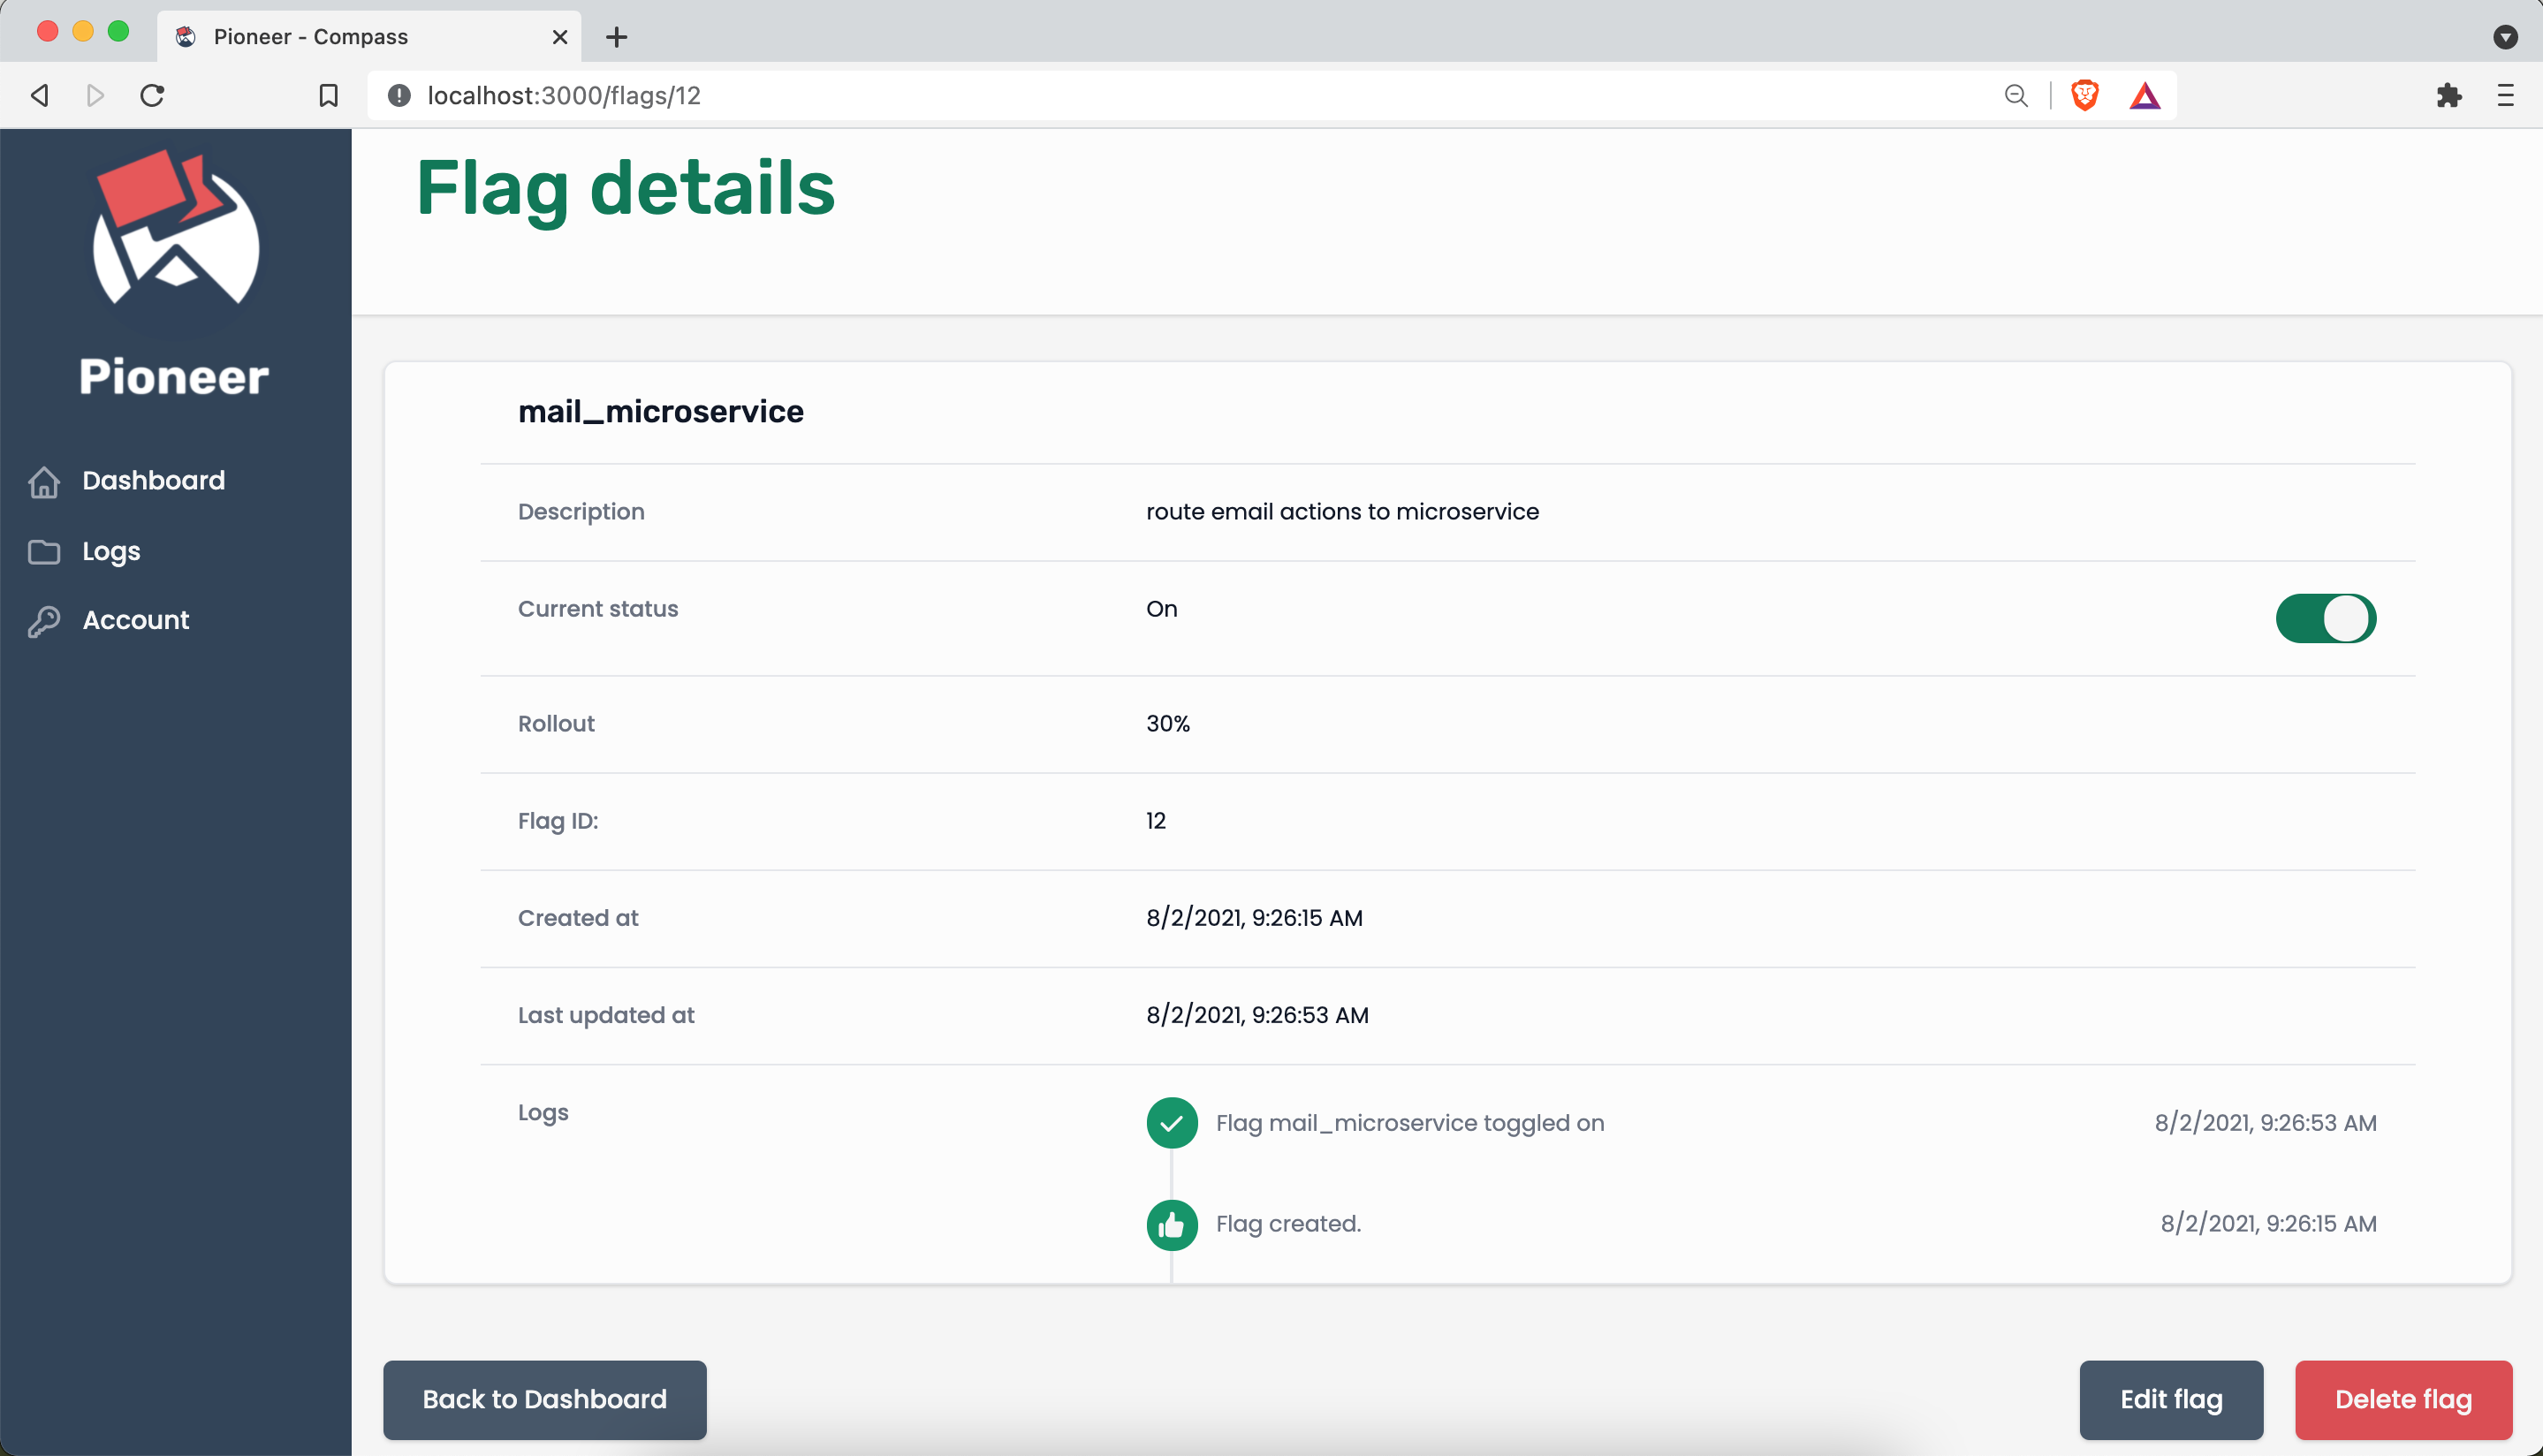 Pioneer - Compass
localhost:3000/flags/12
Pioneer
Dashboard
Logs
Account
Flag details
mail_microservice
Description route email actions to microservice
Current status On
Rollout 30%
Flag ID: 12
Created at 8/2/2021, 9:26:15 AM
Last updated at 8/2/2021, 9:26:53 AM
Logs
Flag mail_microservice toggled on 8/2/2021, 9:26:53 AM
Flag created. 8/2/2021, 9:26:15 AM
Back to Dashboard Edit flag Delete flag